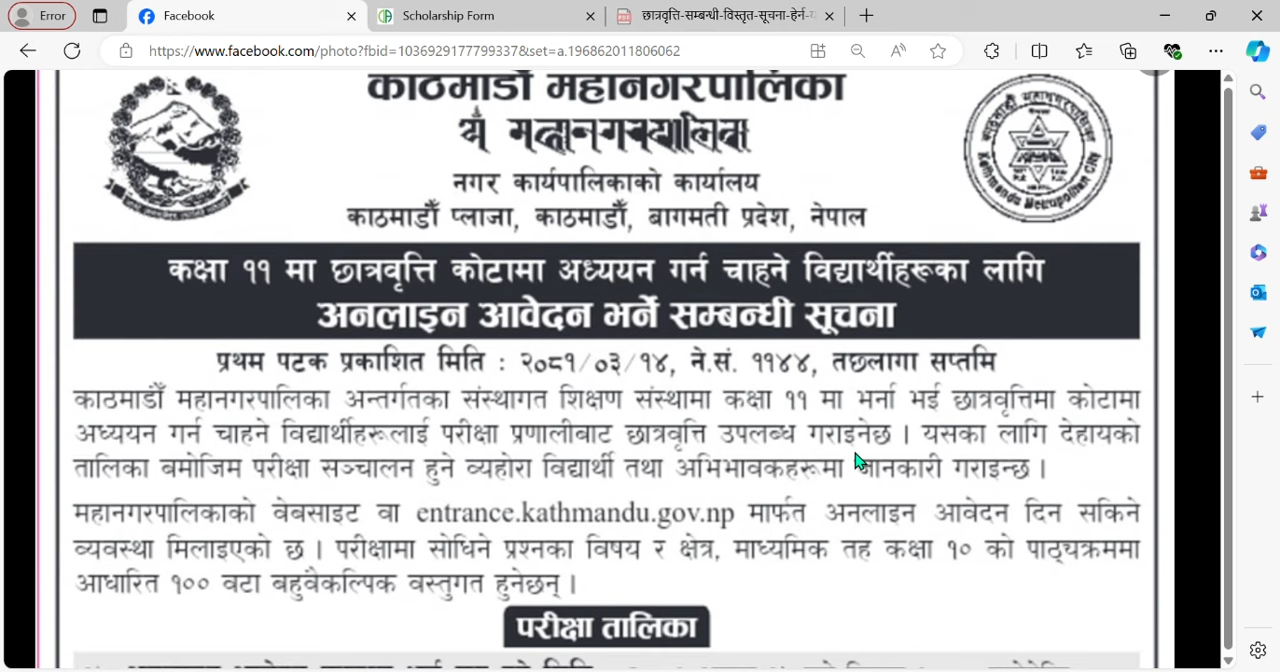 Error
Facebook
Scholarship Form
छात्रवृत्ति-सम्बन्धी-विस्तृत-सूचना-हेर्न-य
https://www.facebook.com/photo?fbid=1036929177799337&set=a.196862011806062
काठमाडौं महानगरपालिका
नगर कार्यपालिकाको कार्यालय
काठमाडौँ प्लाजा, काठमाडौँ, बागमती प्रदेश, नेपाल
Kathmandu Metropolitan City
कक्षा ११ मा छात्रवृत्ति कोटामा अध्ययन गर्न चाहने विद्यार्थीहरूका लागि
अनलाइन आवेदन भर्ने सम्बन्धी सूचना
प्रथम पटक प्रकाशित मिति : २०८१/०३/१४, ने.सं. ११४४, तछलागा सप्तमि
काठमाडौँ महानगरपालिका अन्तर्गतका संस्थागत शिक्षण संस्थामा कक्षा ११ मा भर्ना भई छात्रवृत्तिमा कोटामा
अध्ययन गर्न चाहने विद्यार्थीहरूलाई परीक्षा प्रणालीबाट छात्रवृत्ति उपलब्ध गराइनेछ । यसका लागि देहायको
तालिका बमोजिम परीक्षा सञ्चालन हुने व्यहोरा विद्यार्थी तथा अभिभावकहरूमा जानकारी गराइन्छ ।
महानगरपालिकाको वेबसाइट वा entrance.kathmandu.gov.np मार्फत अनलाइन आवेदन दिन सकिने
व्यवस्था मिलाइएको छ । परीक्षामा सोधिने प्रश्नका विषय र क्षेत्र, माध्यमिक तह कक्षा १० को पाठ्यक्रममा
आधारित १०० वटा बहुवैकल्पिक वस्तुगत हुनेछन् ।
परीक्षा तालिका